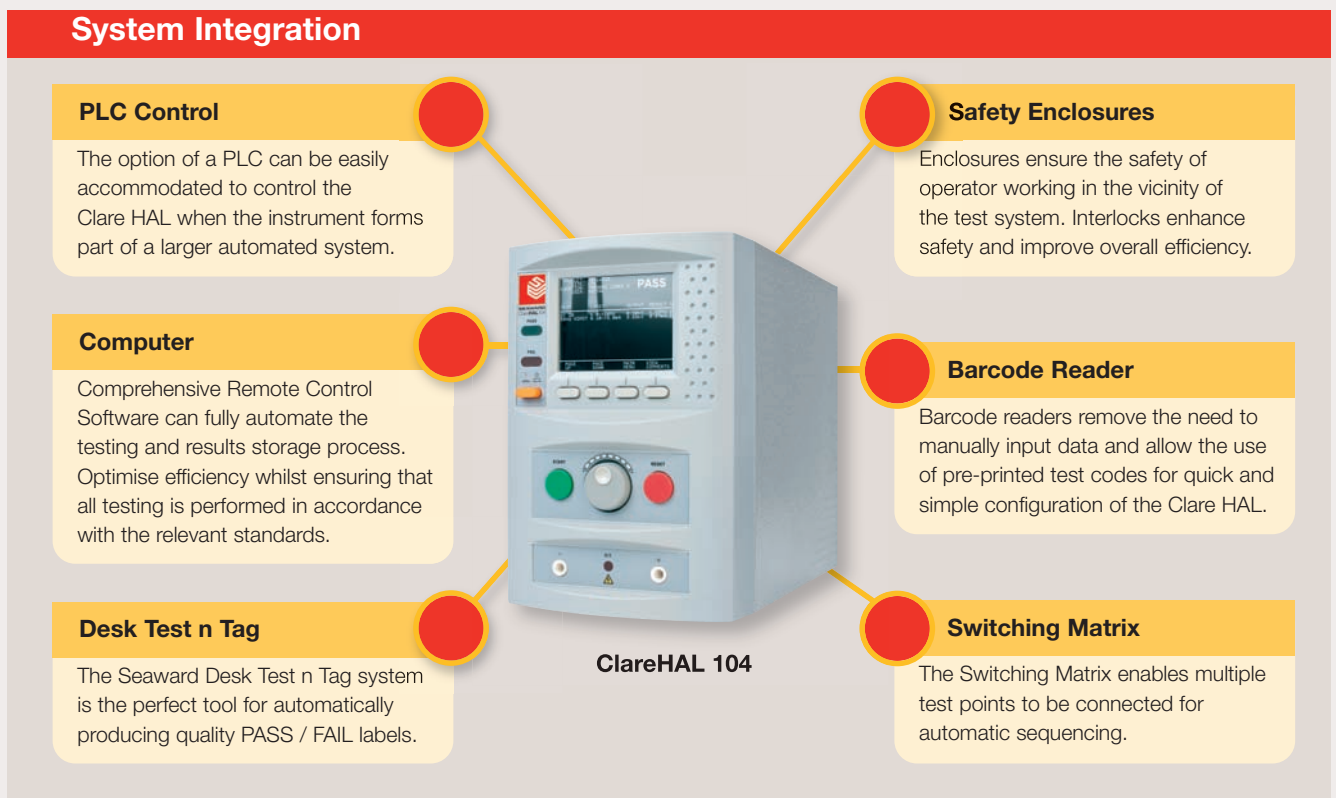 System Integration
PLC Control
The option of a PLC can be easily
accommodated to control the
Clare HAL when the instrument forms
part of a larger automated system.
Computer
Comprehensive Remote Control
Software can fully automate the
testing and results storage process.
Optimise efficiency whilst ensuring that
all testing is performed in accordance
with the relevant standards.
Desk Test n Tag
The Seaward Desk Test n Tag system
is the perfect tool for automatically
producing quality PASS / FAIL labels.
PASS
START
RESET
ClareHAL 104
Safety Enclosures
Enclosures ensure the safety of
operator working in the vicinity of
the test system. Interlocks enhance
safety and improve overall efficiency.
Barcode Reader
Barcode readers remove the need to
manually input data and allow the use
of pre-printed test codes for quick and
simple configuration of the Clare HAL.
Switching Matrix
The Switching Matrix enables multiple
test points to be connected for
automatic sequencing.